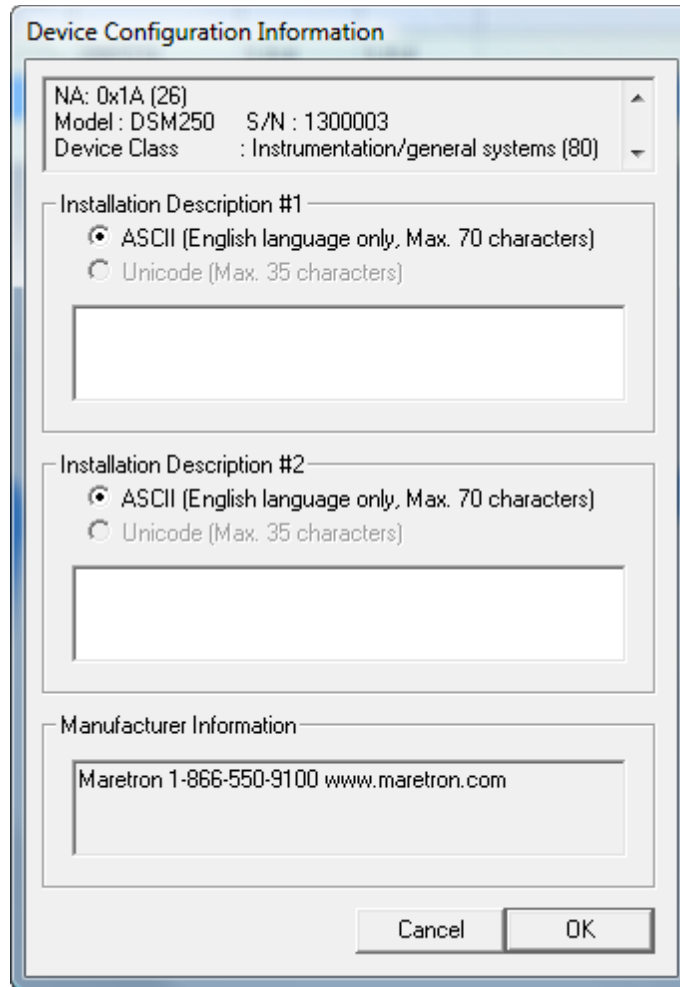 Device Configuration Information
NA: 0x1A (26)
Model : DSM250 S/N : 1300003
Device Class : Instrumentation/general systems (80)
Installation Description #1
ASCII (English language only, Max. 70 characters)
Unicode (Max. 35 characters)
Installation Description #2
ASCII (English language only, Max. 70 characters)
Unicode (Max. 35 characters)
Manufacturer Information
Maretron 1-866-550-9100 www.maretron.com
Cancel OK